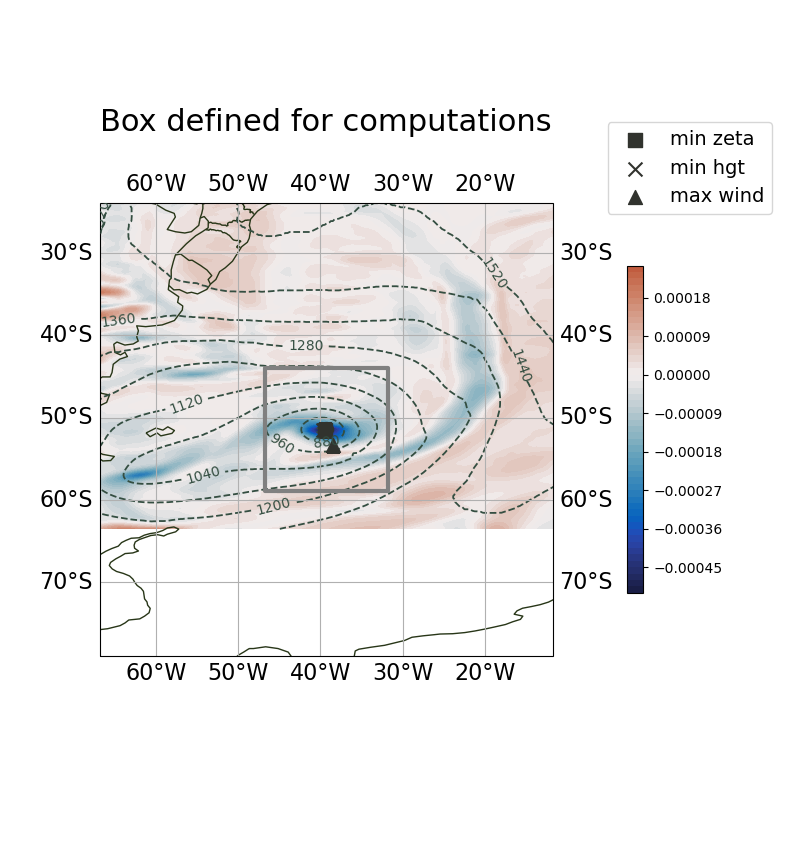 Box defined for computations
min zeta
min hgt
max wind
60°W 50°W 40°W 30°W 20°W
30°S 30°S
40°S 40°S
50°S 50°S
60°S 60°S
70°S 70°S
60°W 50°W 40°W 30°W 20°W
1520
1360
1280
1440
1120
960
1040
1200
0.00018
0.00009
0.00000
−0.00009
−0.00018
−0.00027
−0.00036
−0.00045